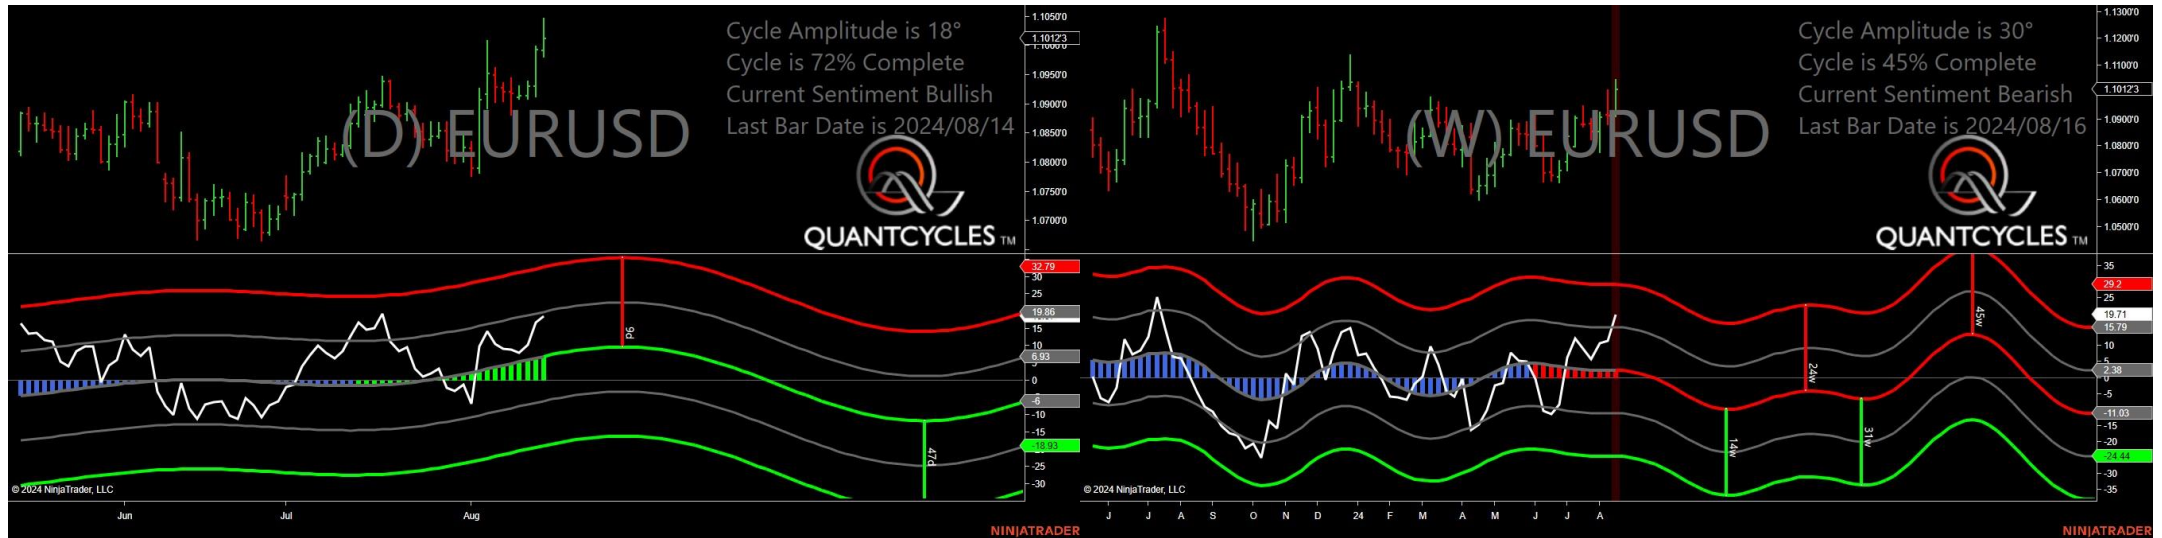 Cycle Amplitude is 18°
Cycle is 72% Complete
Current Sentiment Bullish
Last Bar Date is 2024/08/14
(D) EURUSD
QUANTCYCLES TM
1.1050'0
1.1012'3
1.1000'0
1.0950'0
1.0900'0
1.0850'0
1.0800'0
1.0750'0
1.0700'0
32.79
30
25
19.86
15
10
6.93
5
0
-6
-10
-15
-18.93
-25
-30
9d
47d
© 2024 NinjaTrader, LLC
Jun Jul Aug
NINJATRADER
Cycle Amplitude is 30°
Cycle is 45% Complete
Current Sentiment Bearish
Last Bar Date is 2024/08/16
(W) EURUSD
QUANTCYCLES TM
1.1300'0
1.1200'0
1.1100'0
1.1012'3
1.0900'0
1.0800'0
1.0700'0
1.0600'0
1.0500'0
35
29.2
25
19.71
15.79
10
5
2.38
0
-5
-11.03
-15
-20
-24.44
-30
-35
14w
24w
31w
45w
© 2024 NinjaTrader, LLC
J J A S O N D 24 F M A M J J A
NINJATRADER